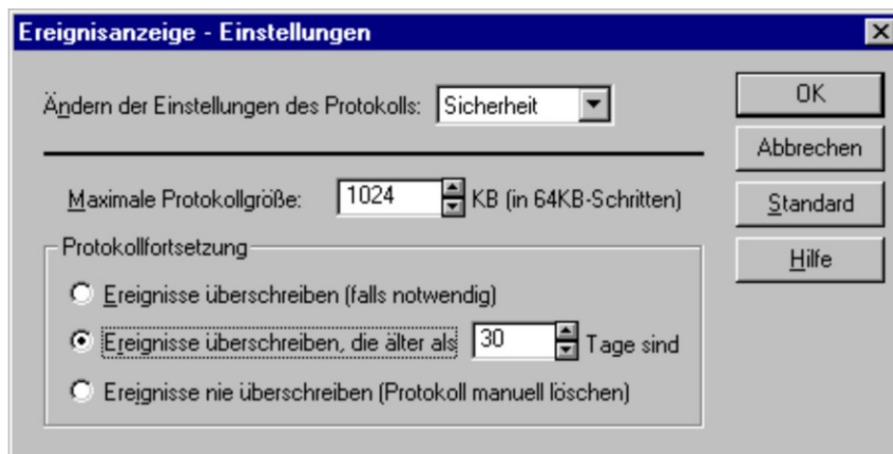 Ereignisanzeige - Einstellungen
Ändern der Einstellungen des Protokolls: Sicherheit
OK
Abbrechen
Maximale Protokollgröße: 1024 KB (in 64KB-Schritten)
Standard
Protokollfortsetzung
Hilfe
Ereignisse überschreiben (falls notwendig)
Ereignisse überschreiben, die älter als 30 Tage sind
Ereignisse nie überschreiben (Protokoll manuell löschen)